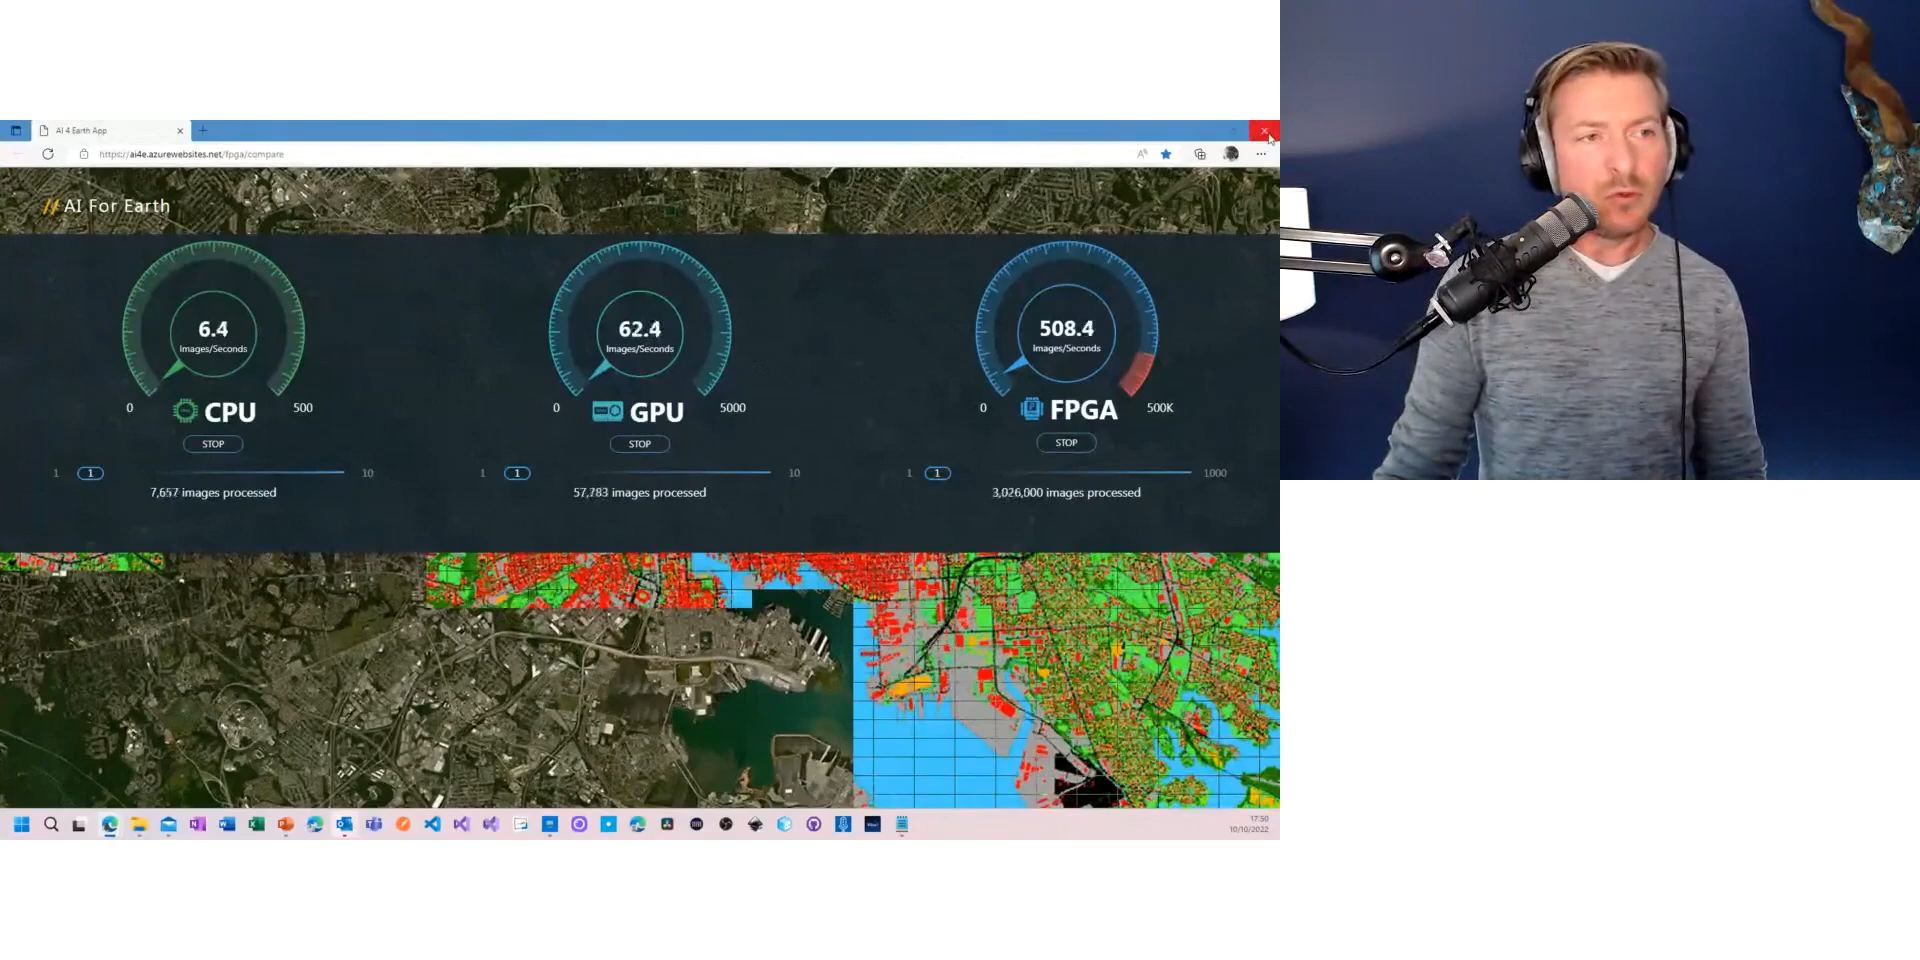 AI 4 Earth App
https://ai4e.azurewebsites.net/fpga/compare
// AI For Earth
6.4
Images/Seconds
0
500
CPU
STOP
1
1
10
7,657 images processed
62.4
Images/Seconds
0
5000
GPU
STOP
1
1
10
57,783 images processed
508.4
Images/Seconds
0
500K
FPGA
STOP
1
1
1000
3,026,000 images processed
17:50
10/10/2022